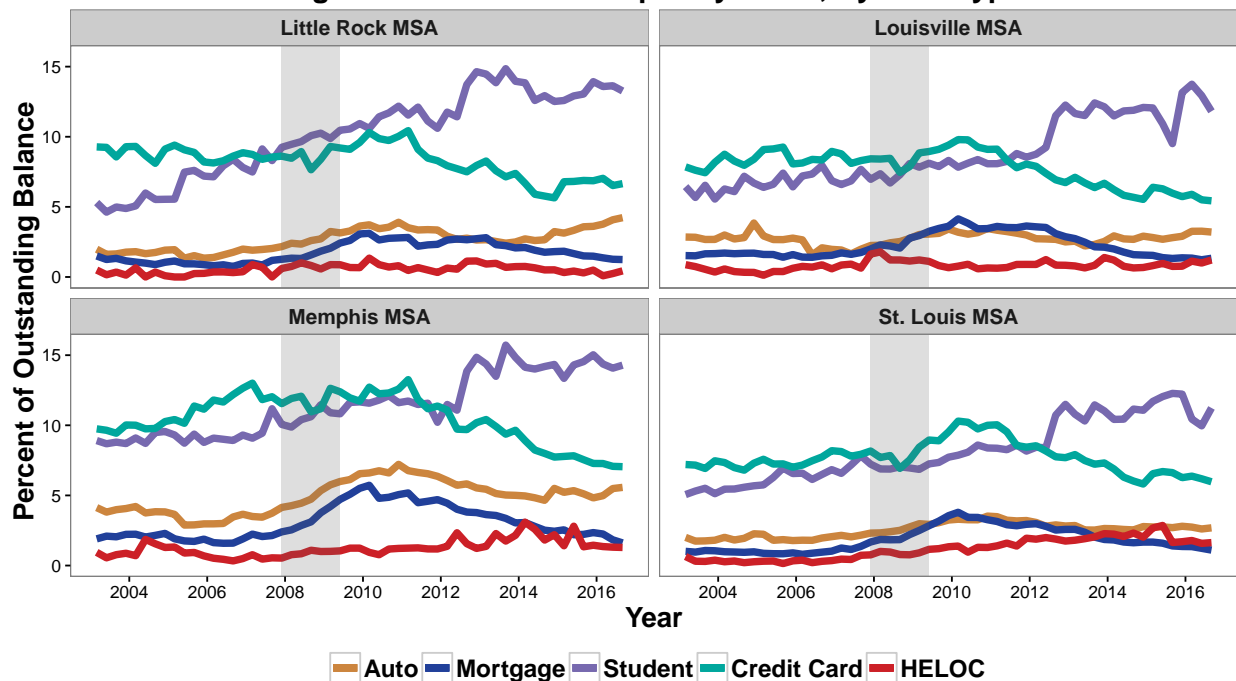 Little Rock MSA
Louisville MSA
15
10
5
0
Memphis MSA
St. Louis MSA
15
10
5
0
2004 2006 2008 2010 2012 2014 2016
2004 2006 2008 2010 2012 2014 2016
Percent of Outstanding Balance
Year
Auto Mortgage Student Credit Card HELOC